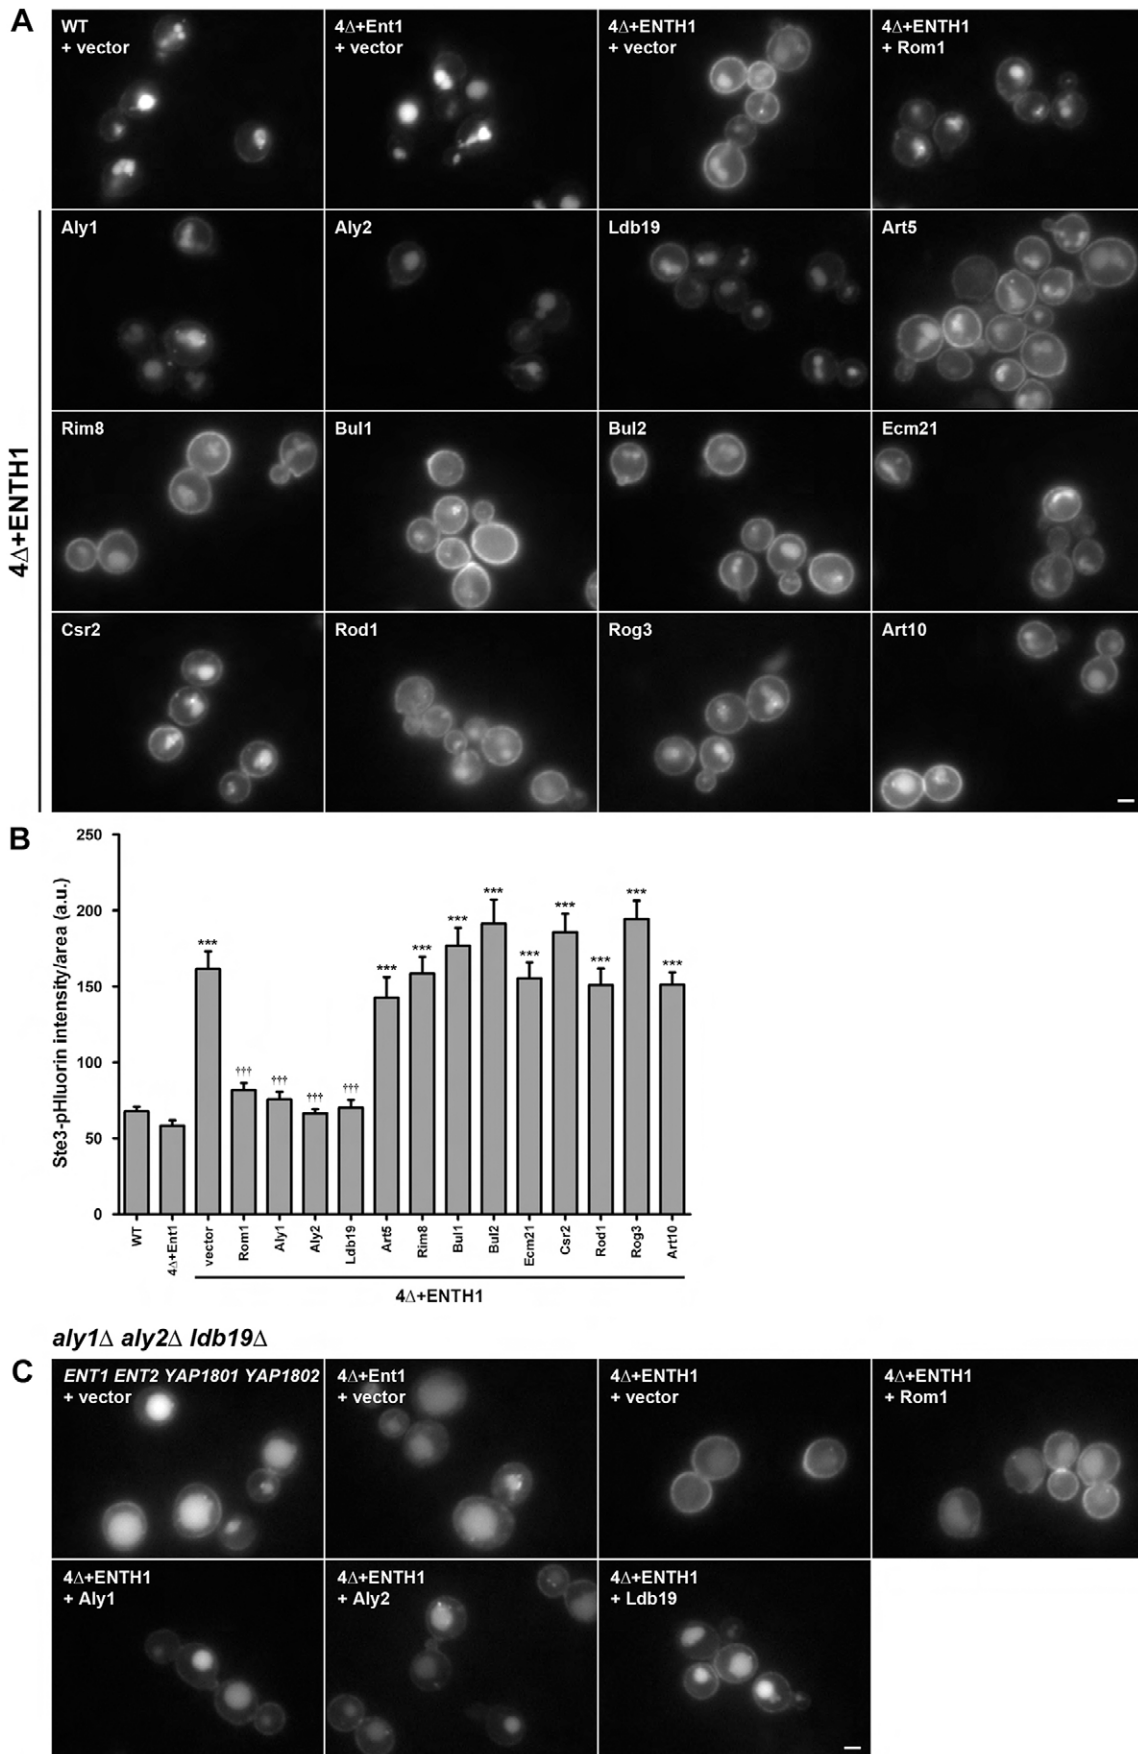 A
WT
+ vector
4Δ+Ent1
+ vector
4Δ+ENTH1
+ vector
4Δ+ENTH1
+ Rom1
Aly1
Aly2
Ldb19
Art5
Rim8
Bul1
Bul2
Ecm21
Csr2
Rod1
Rog3
Art10
4Δ+ENTH1
B
Ste3-pHluorin intensity/area (a.u.)
250
200
150
100
50
0
***
†††
†††
†††
†††
***
***
***
***
***
***
***
***
***
WT
4Δ+Ent1
vector
Rom1
Aly1
Aly2
Ldb19
Art5
Rim8
Bul1
Bul2
Ecm21
Csr2
Rod1
Rog3
Art10
4Δ+ENTH1
aly1Δ aly2Δ ldb19Δ
C
ENT1 ENT2 YAP1801 YAP1802
+ vector
4Δ+Ent1
+ vector
4Δ+ENTH1
+ vector
4Δ+ENTH1
+ Rom1
4Δ+ENTH1
+ Aly1
4Δ+ENTH1
+ Aly2
4Δ+ENTH1
+ Ldb19